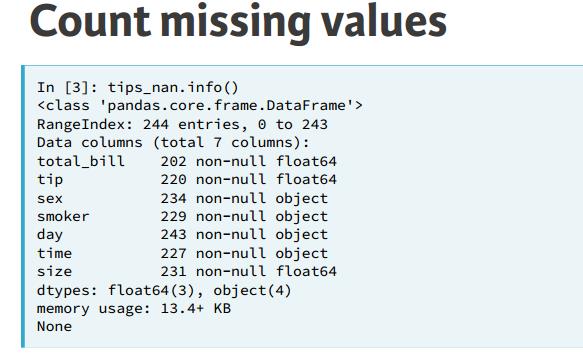 Count missing values
In [3]: tips_nan.info()
<class 'pandas.core.frame.DataFrame'>
RangeIndex: 244 entries, 0 to 243
Data columns (total 7 columns):
total_bill    202 non-null float64
tip           220 non-null float64
sex           234 non-null object
smoker        229 non-null object
day           243 non-null object
time          227 non-null object
size          231 non-null float64
dtypes: float64(3), object(4)
memory usage: 13.4+ KB
None